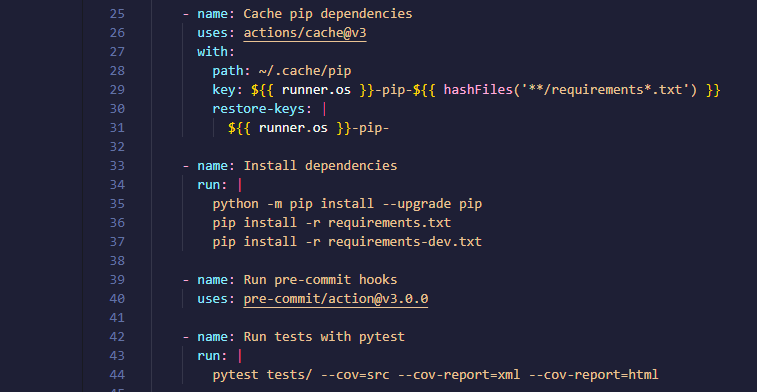 25 - name: Cache pip dependencies
26 uses: actions/cache@v3
27 with:
28 path: ~/.cache/pip
29 key: ${{ runner.os }}-pip-${{ hashFiles('**/requirements*.txt') }}
30 restore-keys: |
31 ${{ runner.os }}-pip-
32
33 - name: Install dependencies
34 run: |
35 python -m pip install --upgrade pip
36 pip install -r requirements.txt
37 pip install -r requirements-dev.txt
38
39 - name: Run pre-commit hooks
40 uses: pre-commit/action@v3.0.0
41
42 - name: Run tests with pytest
43 run: |
44 pytest tests/ --cov=src --cov-report=xml --cov-report=html